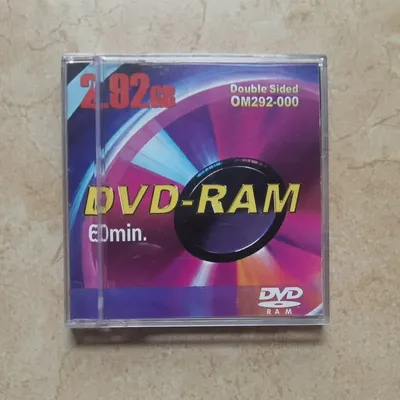 2.92GB
Double Sided
OM292-000
DVD-RAM
60min.
DVD
RAM